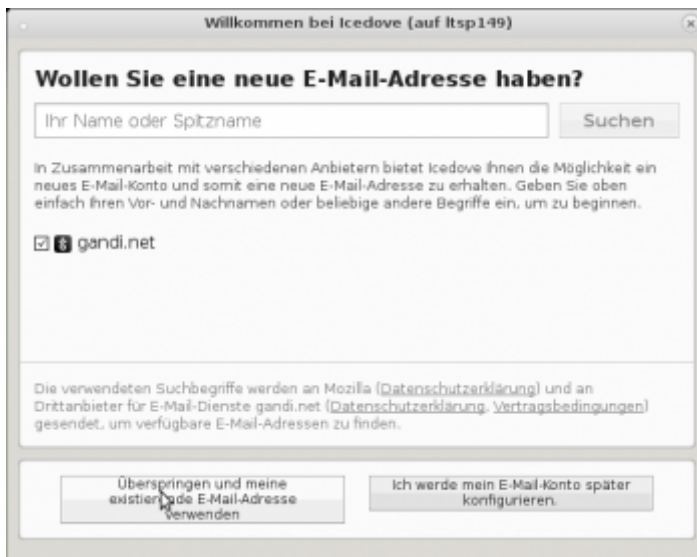 Willkommen bei Icedove (auf ltsp149)
Wollen Sie eine neue E-Mail-Adresse haben?
Ihr Name oder Spitzname
Suchen
In Zusammenarbeit mit verschiedenen Anbietern bietet Icedove Ihnen die Möglichkeit ein
neues E-Mail-Konto und somit eine neue E-Mail-Adresse zu erhalten. Geben Sie oben
einfach Ihren Vor- und Nachnamen oder beliebige andere Begriffe ein, um zu beginnen.
gandi.net
Die verwendeten Suchbegriffe werden an Mozilla (Datenschutzerklärung) und an
Drittanbieter für E-Mail-Dienste gandi.net (Datenschutzerklärung, Vertragsbedingungen)
gesendet, um verfügbare E-Mail-Adressen zu finden.
Überspringen und meine
existierende E-Mail-Adresse
verwenden
Ich werde mein E-Mail-Konto später
konfigurieren.